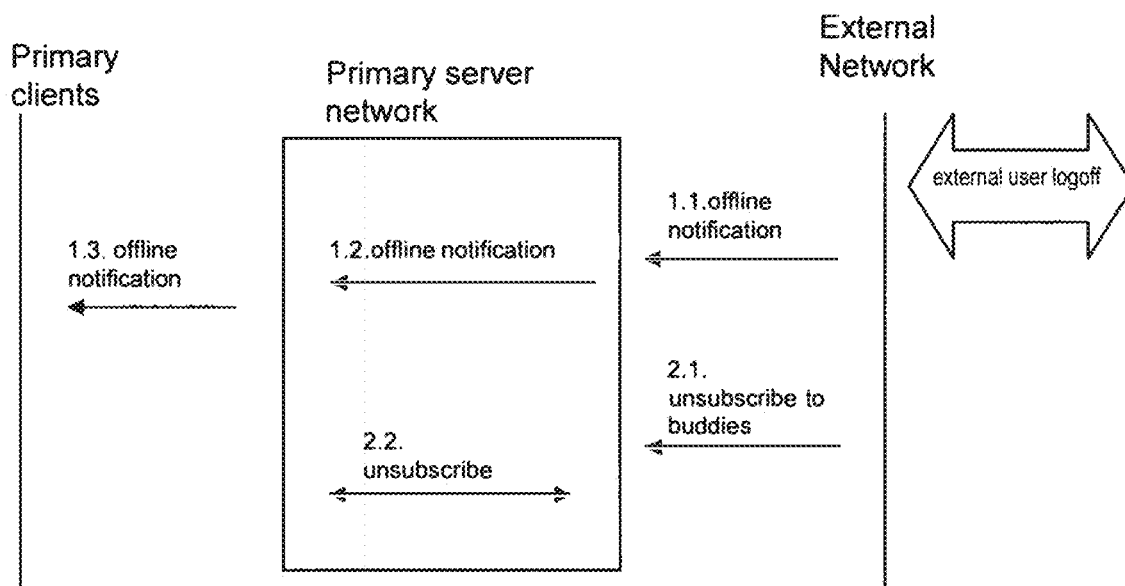 Primary
clients
Primary server
network
External
Network
external user logoff
1.1.offline
notification
1.2.offline notification
1.3. offline
notification
2.1.
unsubscribe to
buddies
2.2.
unsubscribe